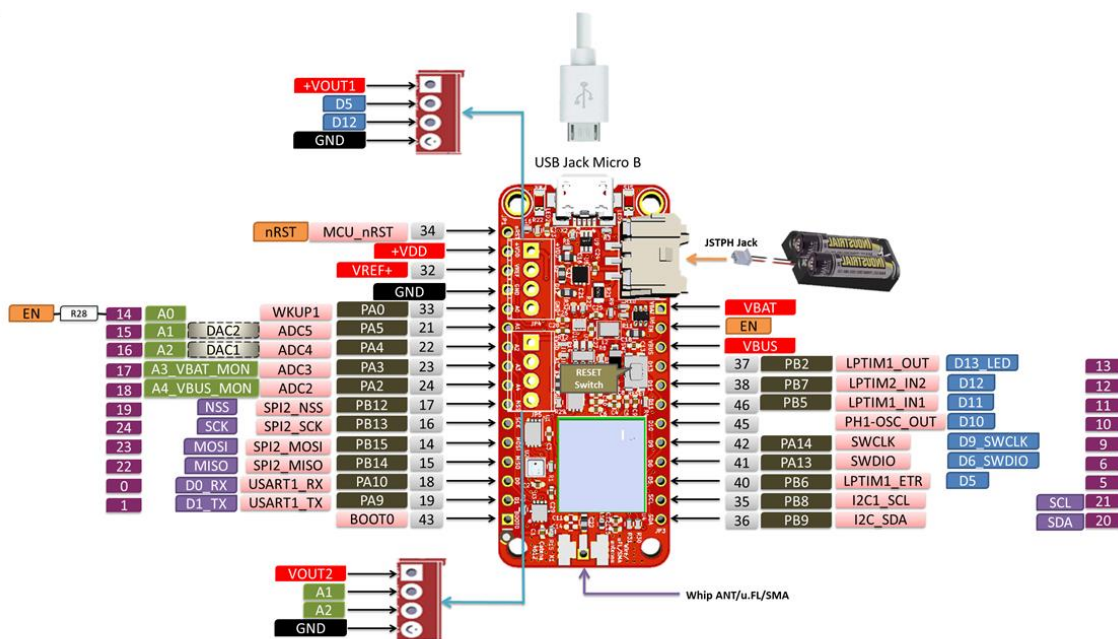 +VOUT1
D5
D12
GND
USB Jack Micro B
JSTPH Jack
INDUSTRIAL
nRST MCU_nRST 34
+VDD
VREF+ 32
GND
EN R28 14 A0 WKUP1 PA0 33
15 A1 DAC2 ADC5 PA5 21
16 A2 DAC1 ADC4 PA4 22
17 A3_VBAT_MON ADC3 PA3 23
18 A4_VBUS_MON ADC2 PA2 24
19 NSS SPI2_NSS PB12 17
24 SCK SPI2_SCK PB13 16
23 MOSI SPI2_MOSI PB15 14
22 MISO SPI2_MISO PB14 15
0 D0_RX USART1_RX PA10 18
1 D1_TX USART1_TX PA9 19
BOOT0 43
RESET
Switch
VBAT
EN
VBUS
37 PB2 LPTIM1_OUT D13_LED 13
38 PB7 LPTIM2_IN2 D12 12
46 PB5 LPTIM1_IN1 D11 11
45 PH1-OSC_OUT D10 10
42 PA14 SWCLK D9_SWCLK 9
41 PA13 SWDIO D6_SWDIO 6
40 PB6 LPTIM1_ETR D5 5
35 PB8 I2C1_SCL SCL 21
36 PB9 I2C_SDA SDA 20
VOUT2
A1
A2
GND
Whip ANT/u.FL/SMA